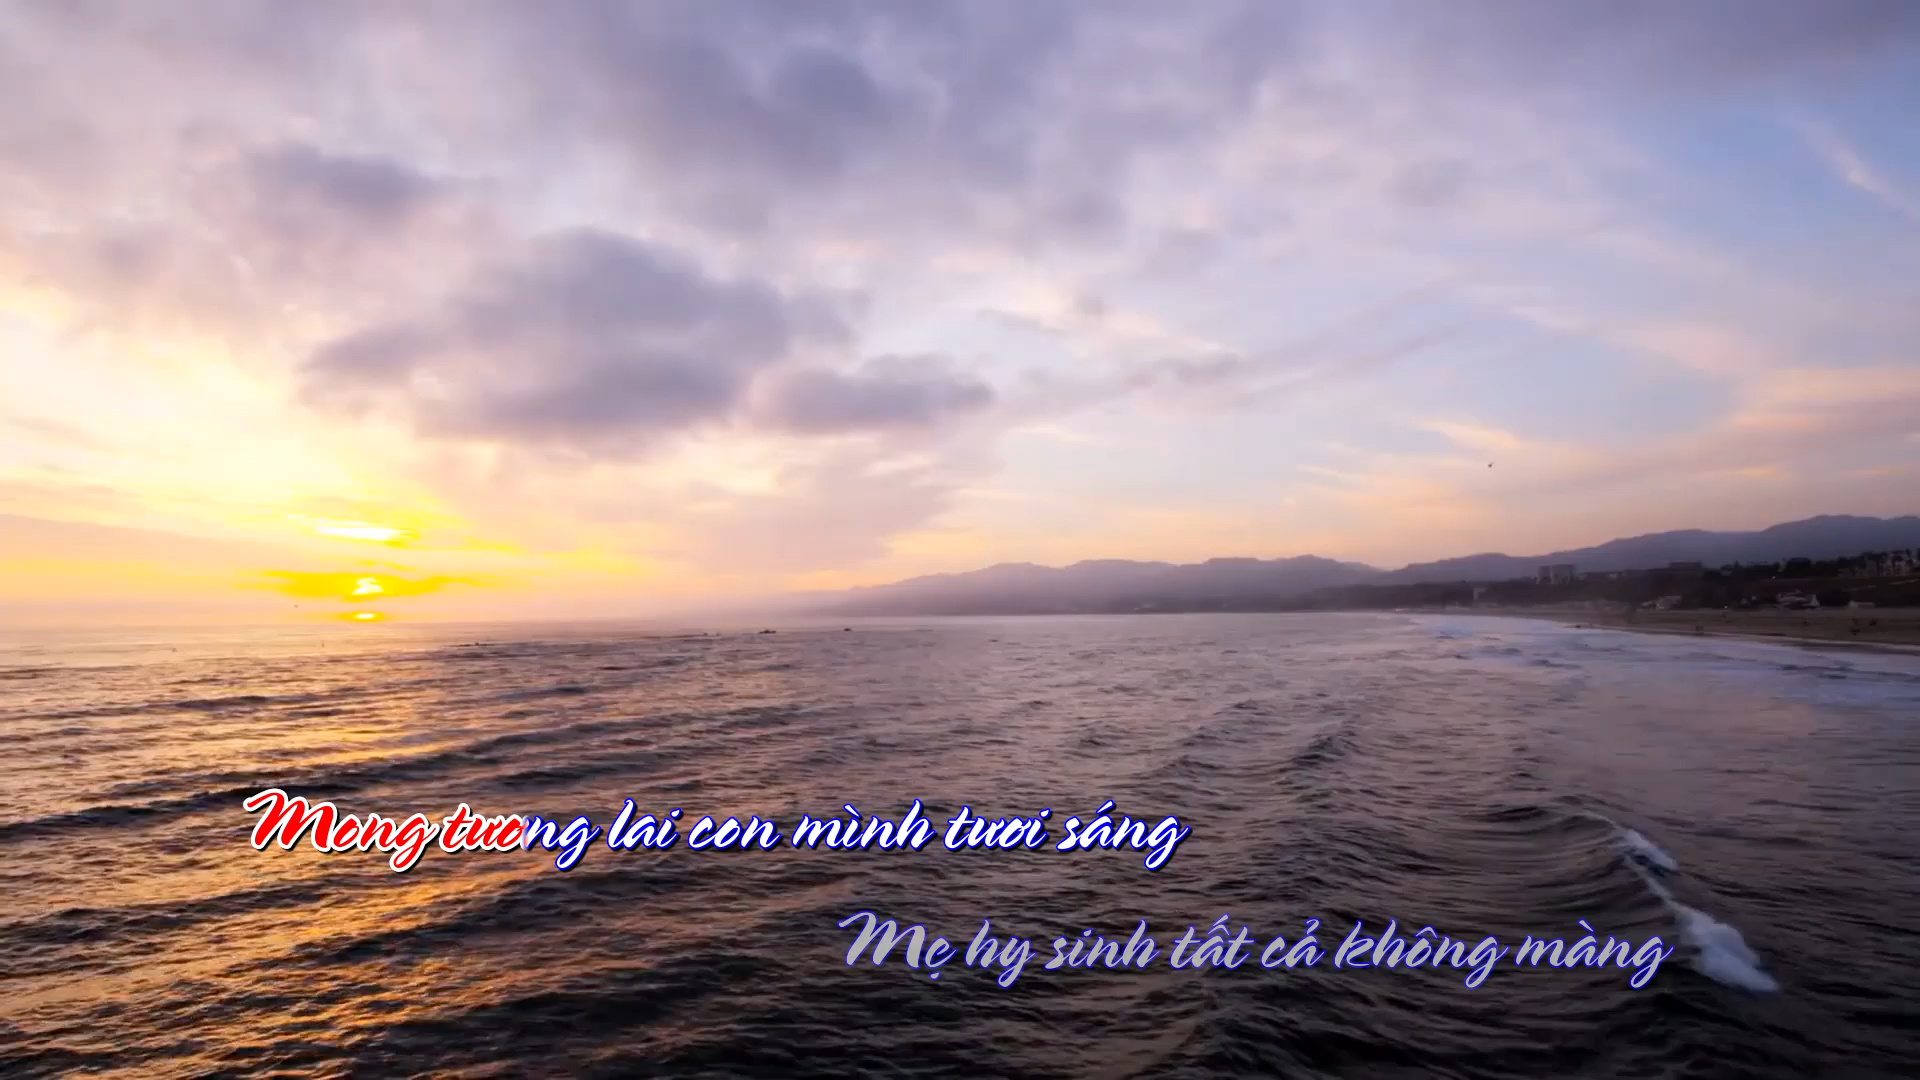 Mong tương lai con mình tươi sáng
Mẹ hy sinh tất cả không màng